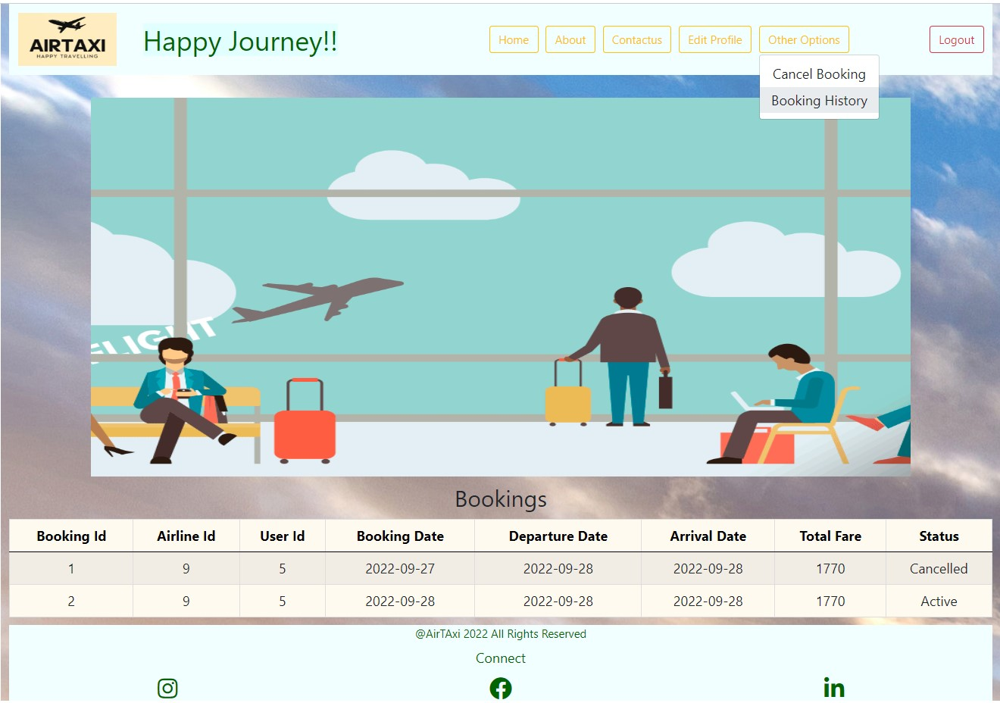 AIRTAXI
HAPPY TRAVELLING
Happy Journey!!
Home About Contactus Edit Profile Other Options Logout
Cancel Booking
Booking History
FLIGHT
Bookings
Booking Id Airline Id User Id Booking Date Departure Date Arrival Date Total Fare Status
1 9 5 2022-09-27 2022-09-28 2022-09-28 1770 Cancelled
2 9 5 2022-09-28 2022-09-28 2022-09-28 1770 Active
@AirTAxi 2022 All Rights Reserved
Connect